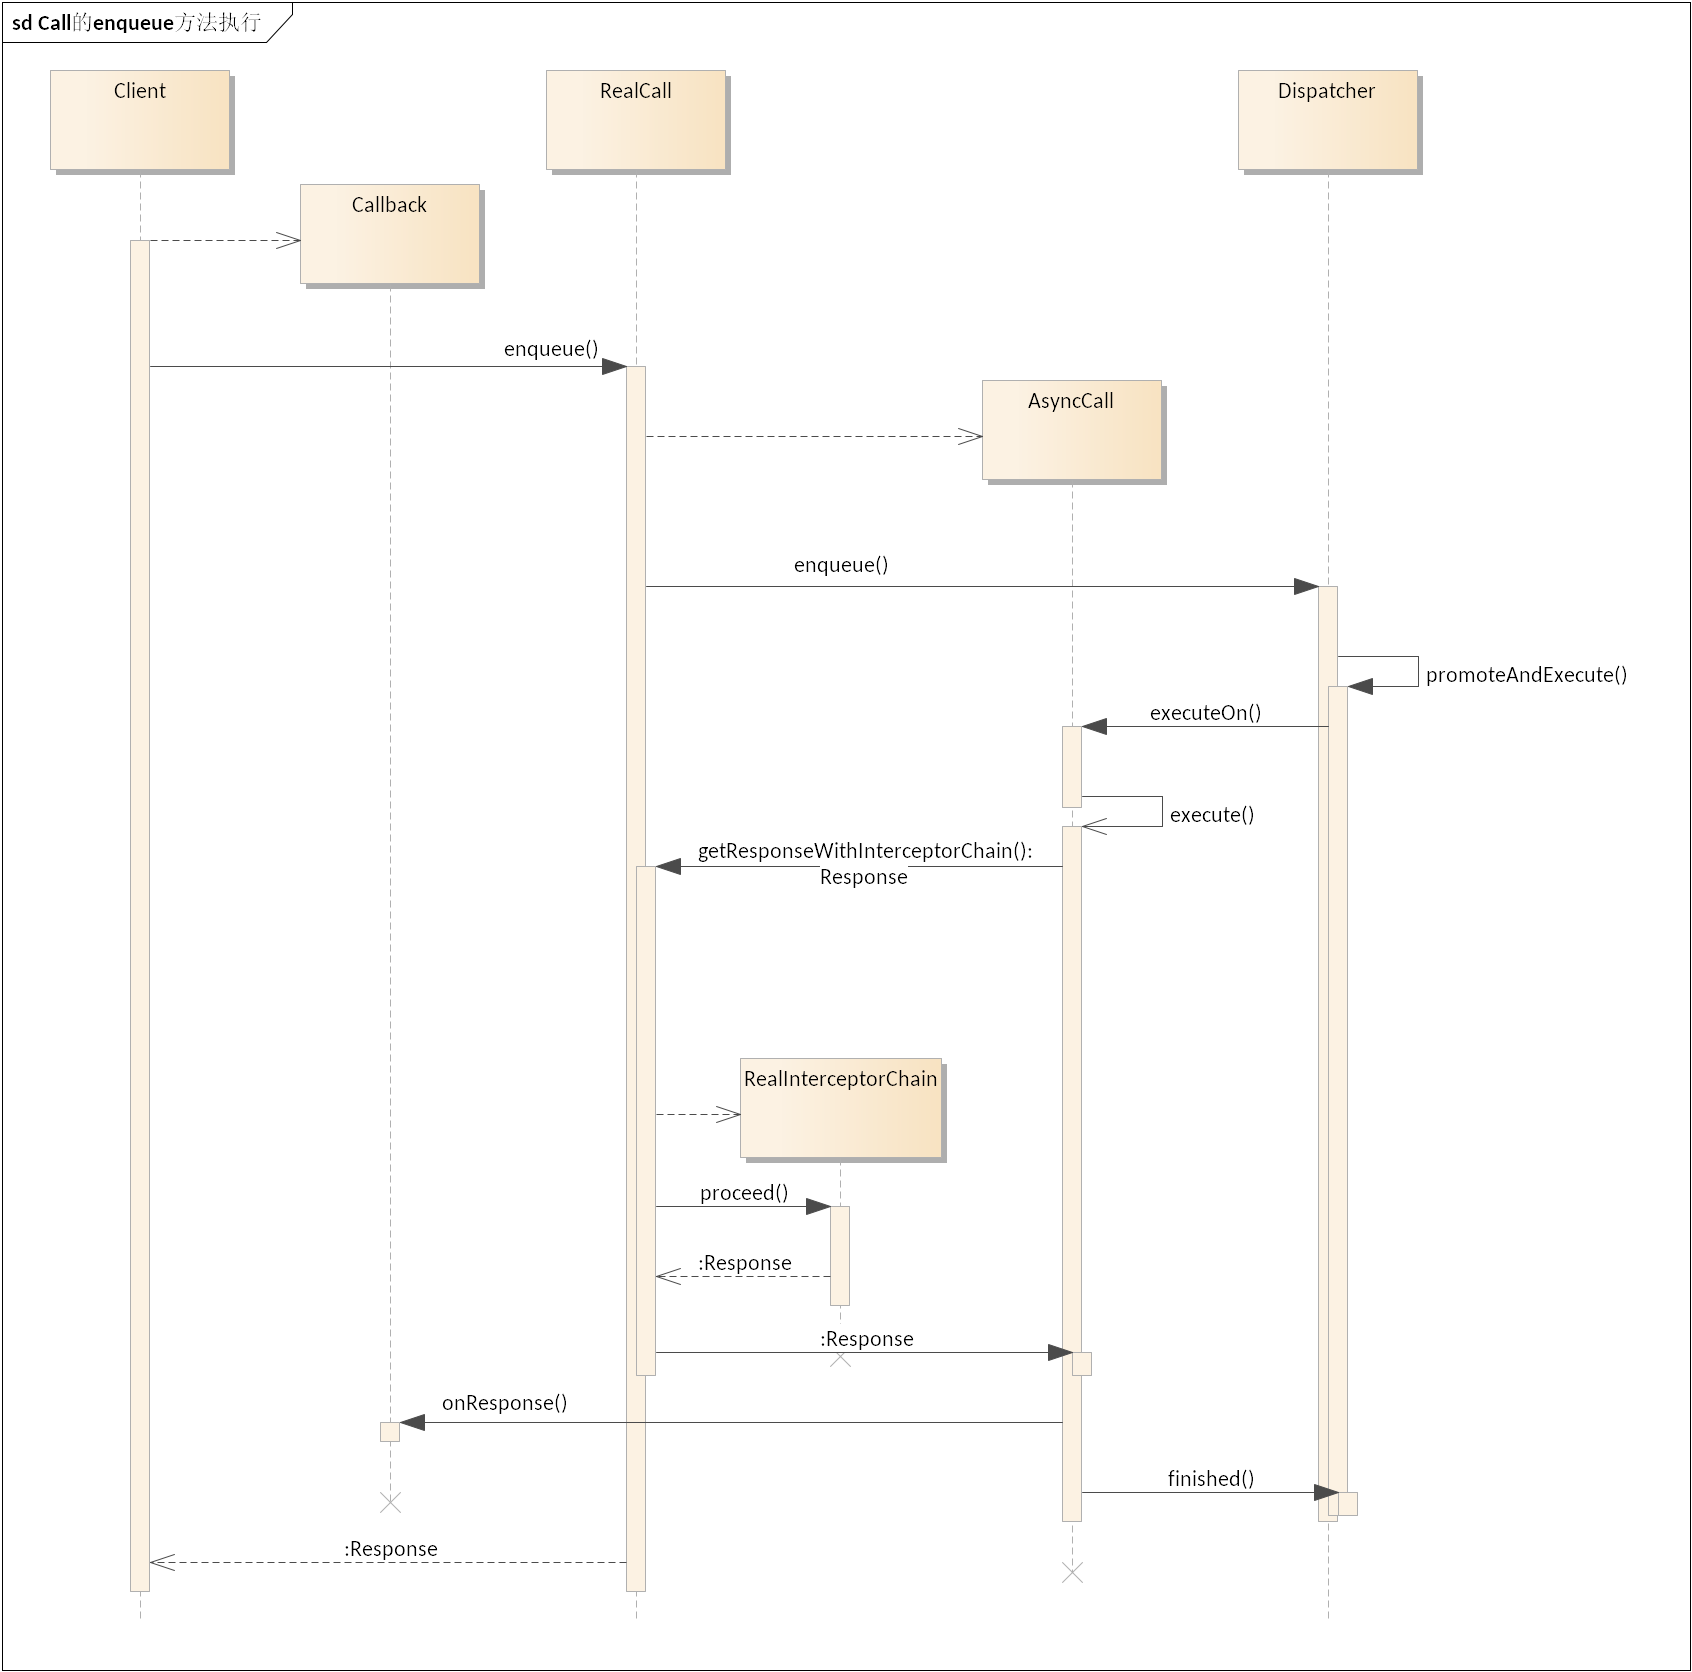 sd Call的enqueue方法执行
Client
RealCall
Dispatcher
Callback
enqueue()
AsyncCall
enqueue()
promoteAndExecute()
executeOn()
execute()
getResponseWithInterceptorChain():
Response
RealInterceptorChain
proceed()
:Response
:Response
onResponse()
finished()
:Response